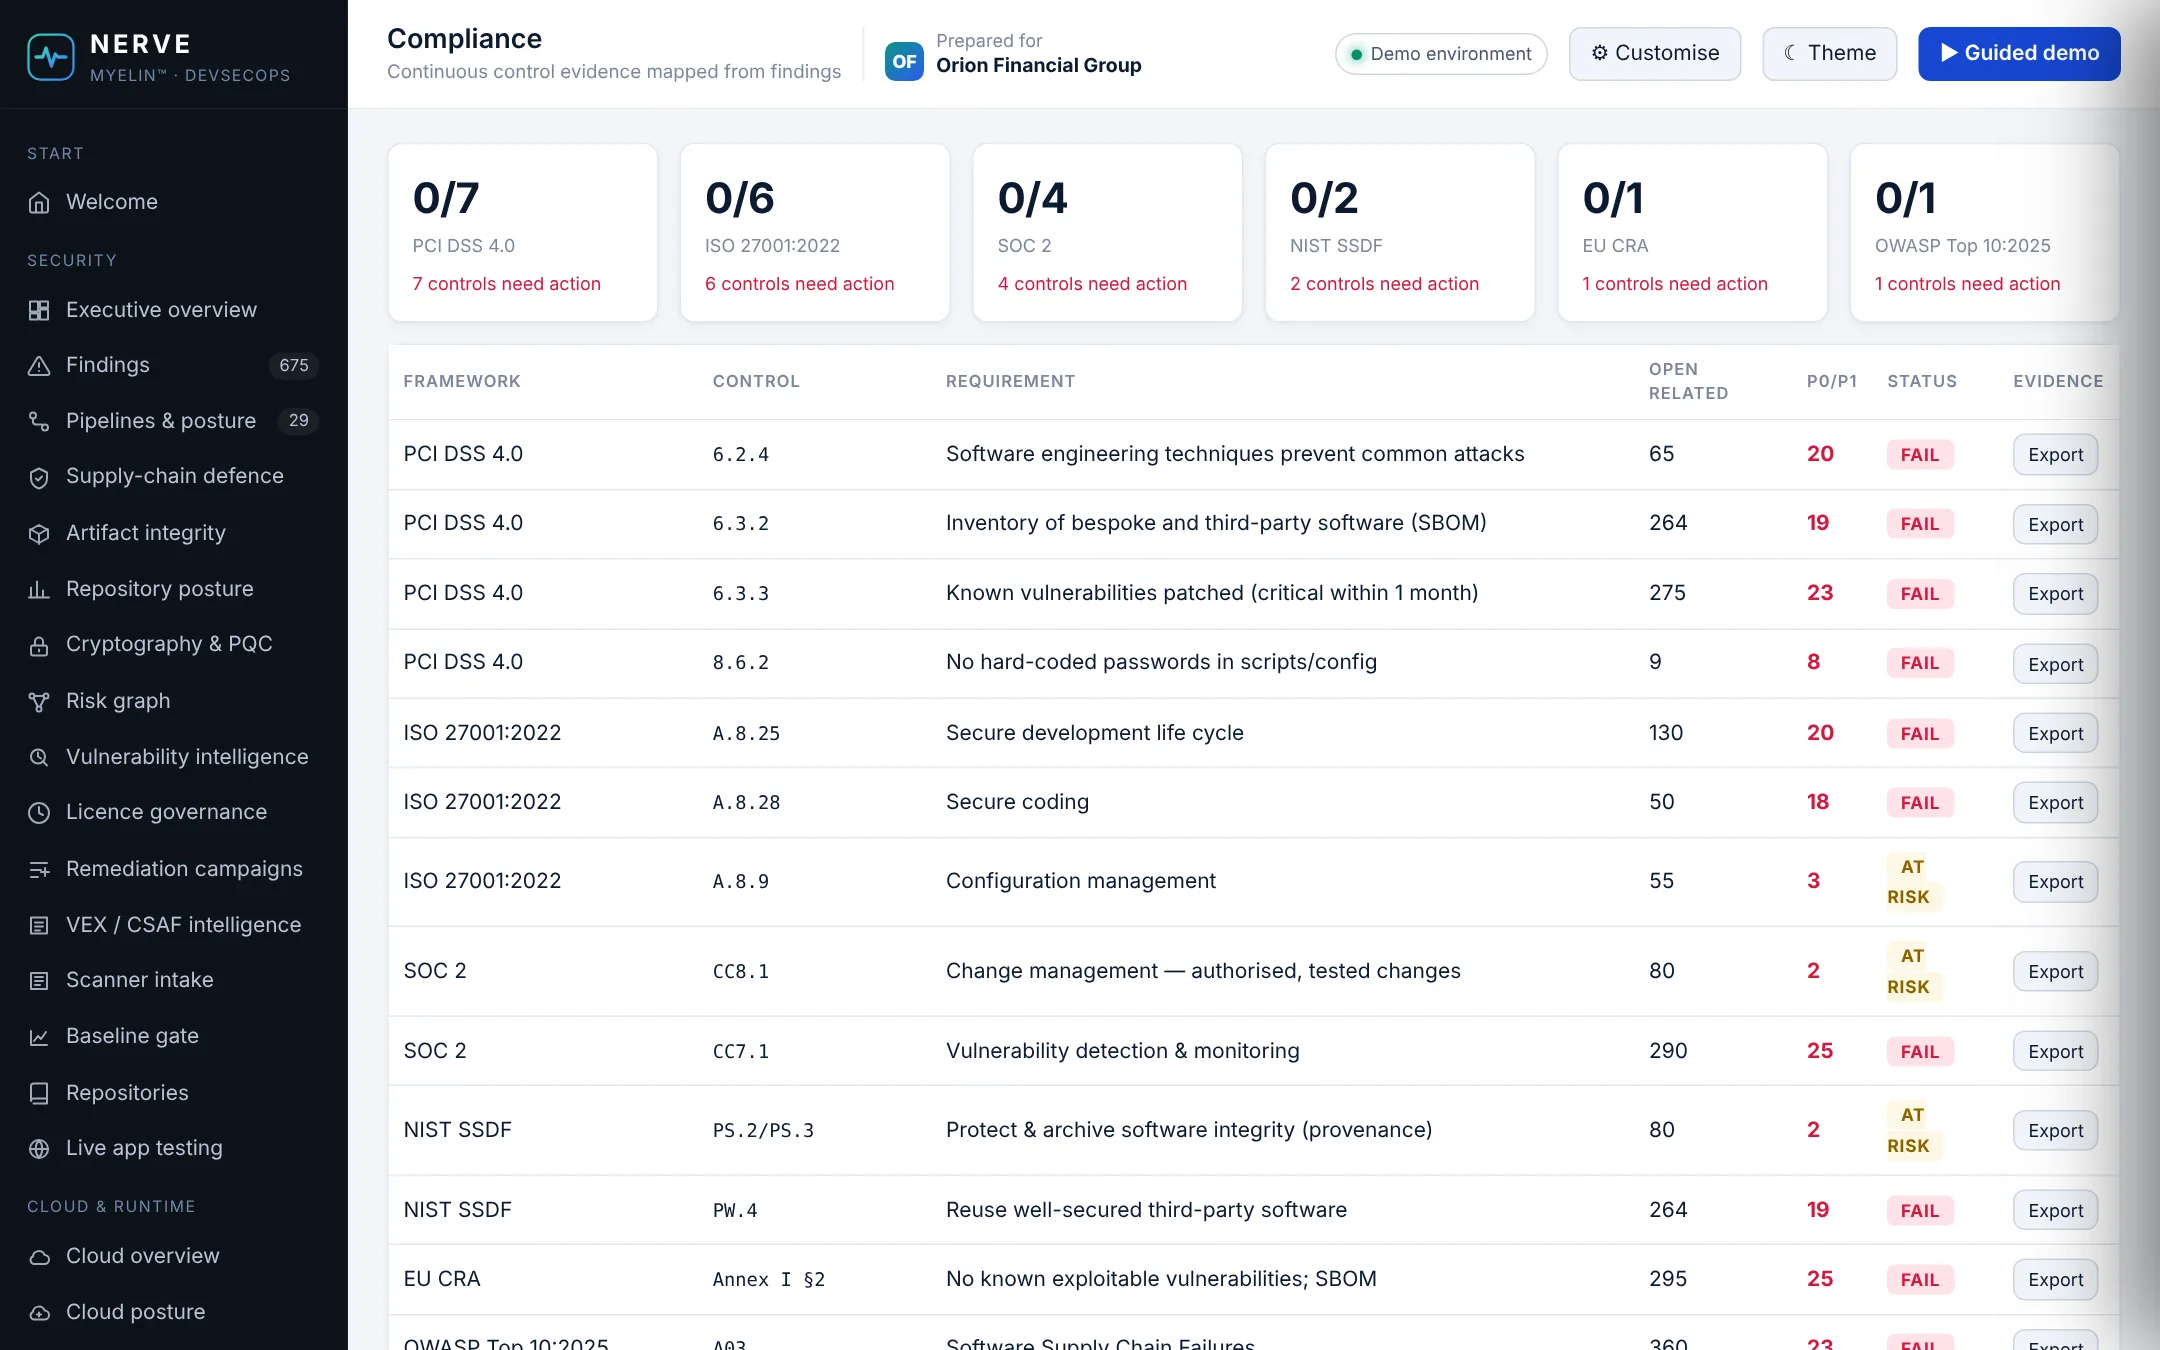 NERVE
MYELIN™ · DEVSECOPS
START
Welcome
SECURITY
Executive overview
Findings 675
Pipelines & posture 29
Supply-chain defence
Artifact integrity
Repository posture
Cryptography & PQC
Risk graph
Vulnerability intelligence
Licence governance
Remediation campaigns
VEX / CSAF intelligence
Scanner intake
Baseline gate
Repositories
Live app testing
CLOUD & RUNTIME
Cloud overview
Cloud posture
Compliance
Continuous control evidence mapped from findings
OF
Prepared for
Orion Financial Group
Demo environment
⚙ Customise
☾ Theme
▶ Guided demo
0/7
PCI DSS 4.0
7 controls need action
0/6
ISO 27001:2022
6 controls need action
0/4
SOC 2
4 controls need action
0/2
NIST SSDF
2 controls need action
0/1
EU CRA
1 controls need action
0/1
OWASP Top 10:2025
1 controls need action
FRAMEWORK CONTROL REQUIREMENT OPEN RELATED P0/P1 STATUS EVIDENCE
PCI DSS 4.0 6.2.4 Software engineering techniques prevent common attacks 65 20 FAIL Export
PCI DSS 4.0 6.3.2 Inventory of bespoke and third-party software (SBOM) 264 19 FAIL Export
PCI DSS 4.0 6.3.3 Known vulnerabilities patched (critical within 1 month) 275 23 FAIL Export
PCI DSS 4.0 8.6.2 No hard-coded passwords in scripts/config 9 8 FAIL Export
ISO 27001:2022 A.8.25 Secure development life cycle 130 20 FAIL Export
ISO 27001:2022 A.8.28 Secure coding 50 18 FAIL Export
ISO 27001:2022 A.8.9 Configuration management 55 3 AT RISK Export
SOC 2 CC8.1 Change management — authorised, tested changes 80 2 AT RISK Export
SOC 2 CC7.1 Vulnerability detection & monitoring 290 25 FAIL Export
NIST SSDF PS.2/PS.3 Protect & archive software integrity (provenance) 80 2 AT RISK Export
NIST SSDF PW.4 Reuse well-secured third-party software 264 19 FAIL Export
EU CRA Annex I §2 No known exploitable vulnerabilities; SBOM 295 25 FAIL Export
OWASP Top 10:2025 A03 Software Supply Chain Failures 360 23 FAIL Export